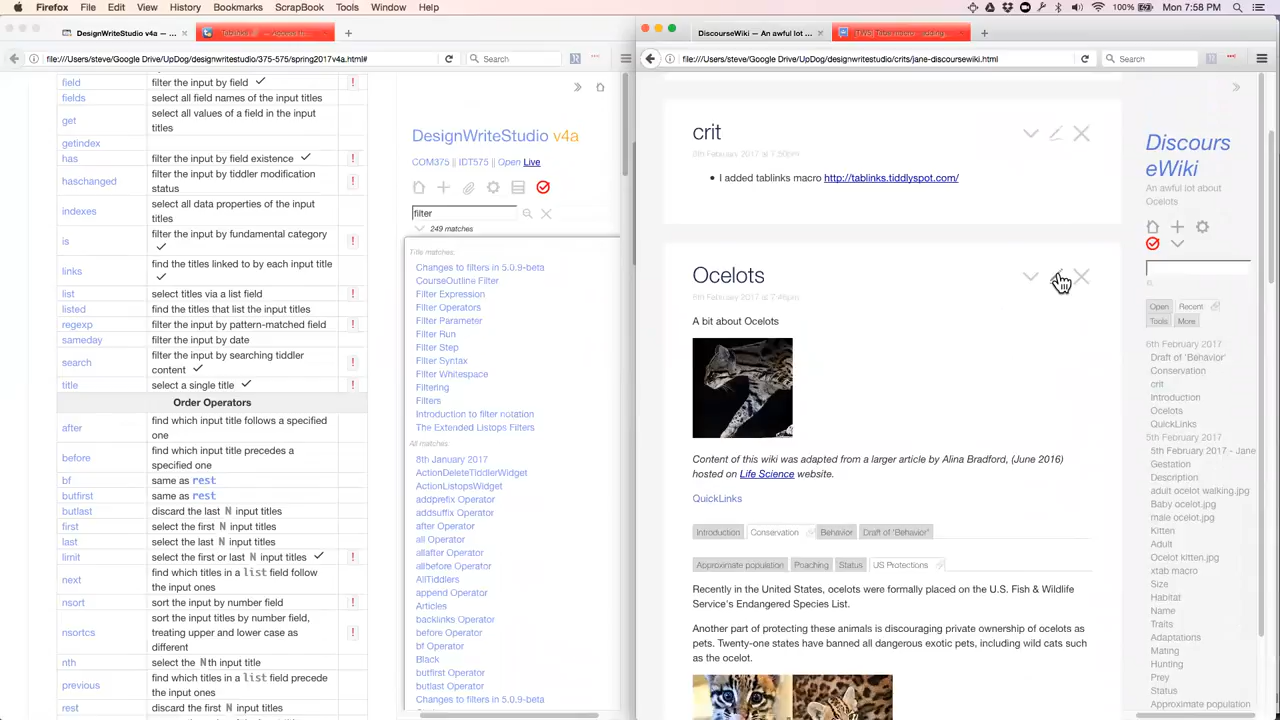 Firefox File Edit View History Bookmarks ScrapBook Tools Window Help
100% Mon 7:58 PM
DesignWriteStudio v4a — ... ×
+
DiscourseWiki — An awful lot ... ×
+
file:///Users/steve/Google Drive/UpDog/designwritestudio/375-575/spring2017v4a.html#
Search
file:///Users/steve/Google Drive/UpDog/designwritestudio/crits/jane-discoursewiki.html
Search
field filter the input by field ✓ !
fields select all field names of the input titles
get select all values of a field in the input
titles
getindex
has filter the input by field existence ✓ !
haschanged filter the input by tiddler modification
status !
indexes select all data properties of the input
titles
is filter the input by fundamental category
✓ !
links find the titles linked to by each input title
✓
list select titles via a list field !
listed find the titles that list the input titles
regexp filter the input by pattern-matched field !
sameday filter the input by date
search filter the input by searching tiddler
content ✓ !
title select a single title ✓ !
Order Operators
after find which input title follows a specified
one
before find which input title precedes a
specified one
bf same as rest
butfirst same as rest
butlast discard the last N input titles
first select the first N input titles
last select the last N input titles
limit select the first or last N input titles ✓ !
next find which titles in a list field follow
the input ones
nsort sort the input by number field !
nsortcs sort the input titles by number field,
treating upper and lower case as
different !
nth select the Nth input title
previous find which titles in a list field precede
the input ones
rest discard the first N input titles
DesignWriteStudio v4a
COM375 || IDT575 || Open Live
filter
249 matches
Title matches:
Changes to filters in 5.0.9-beta
CourseOutline Filter
Filter Expression
Filter Operators
Filter Parameter
Filter Run
Filter Step
Filter Syntax
Filter Whitespace
Filtering
Filters
Introduction to filter notation
The Extended Listops Filters
All matches:
8th January 2017
ActionDeleteTiddlerWidget
ActionListopsWidget
addprefix Operator
addsuffix Operator
after Operator
all Operator
allafter Operator
allbefore Operator
AllTiddlers
append Operator
Articles
backlinks Operator
before Operator
bf Operator
Black
butfirst Operator
butlast Operator
Changes to filters in 5.0.9-beta
crit
6th February 2017 at 7:50pm
• I added tablinks macro http://tablinks.tiddlyspot.com/
Ocelots
A bit about Ocelots
Content of this wiki was adapted from a larger article by Alina Bradford, (June 2016)
hosted on Life Science website.
QuickLinks
Introduction Conservation Behavior Draft of 'Behavior'
Approximate population Poaching Status US Protections
Recently in the United States, ocelots were formally placed on the U.S. Fish & Wildlife
Service's Endangered Species List.
Another part of protecting these animals is discouraging private ownership of ocelots as
pets. Twenty-one states have banned all dangerous exotic pets, including wild cats such
as the ocelot.
Discours
eWiki
An awful lot about
Ocelots
Open Recent
Tools More
6th February 2017
Draft of 'Behavior'
Conservation
crit
Introduction
Ocelots
QuickLinks
5th February 2017
5th February 2017 - Jane
Gestation
Description
adult ocelot walking.jpg
Baby ocelot.jpg
male ocelot.jpg
Kitten
Adult
Ocelot kitten.jpg
xtab macro
Size
Habitat
Name
Traits
Adaptations
Mating
Hunting
Prey
Status
Approximate population